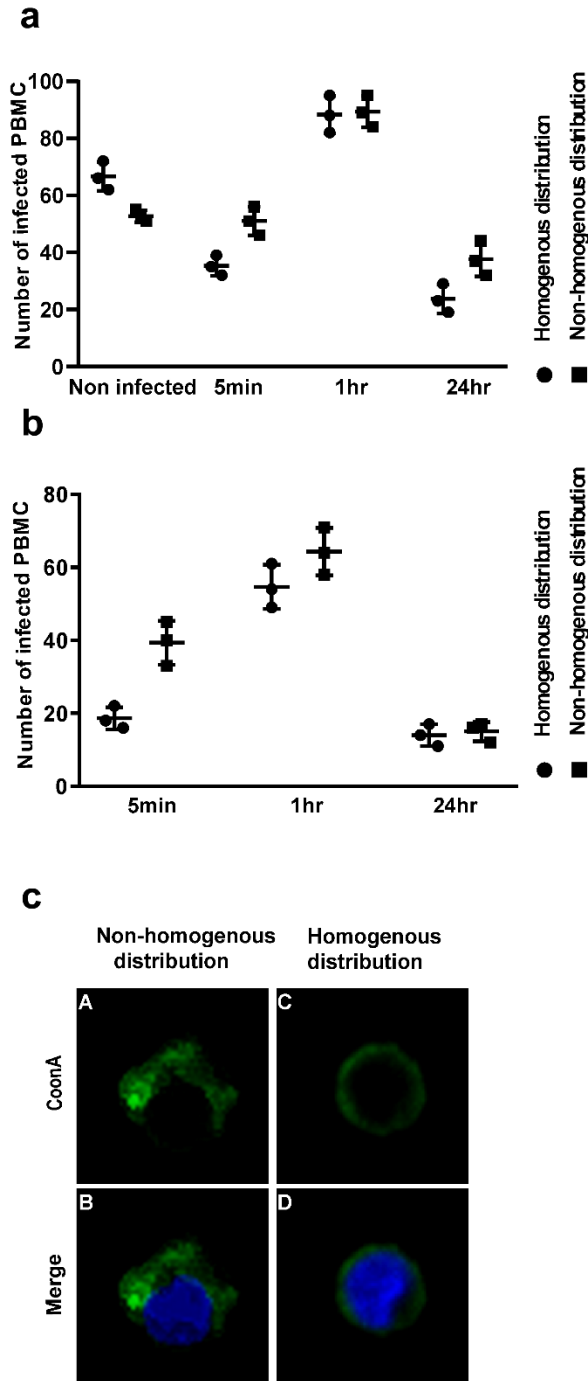 a
Number of infected PBMC
100
80
60
40
20
0
Non infected 5min 1hr 24hr
Homogenous distribution
Non-homogenous distribution
b
Number of infected PBMC
80
60
40
20
0
5min 1hr 24hr
Homogenous distribution
Non-homogenous distribution
c
Non-homogenous
distribution
Homogenous
distribution
CoonA
A
C
Merge
B
D